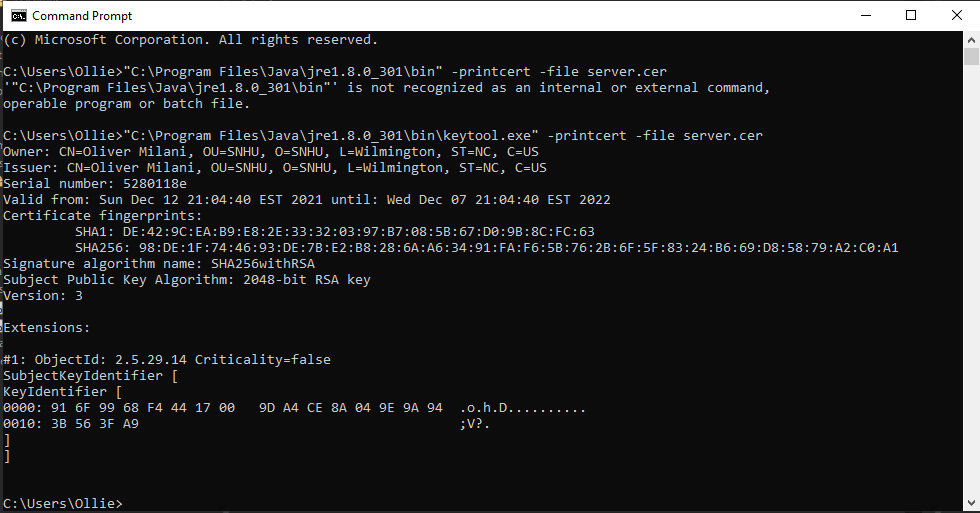 Command Prompt
(c) Microsoft Corporation. All rights reserved.
C:\Users\Ollie>"C:\Program Files\Java\jre1.8.0_301\bin" -printcert -file server.cer
'"C:\Program Files\Java\jre1.8.0_301\bin"' is not recognized as an internal or external command,
operable program or batch file.
C:\Users\Ollie>"C:\Program Files\Java\jre1.8.0_301\bin\keytool.exe" -printcert -file server.cer
Owner: CN=Oliver Milani, OU=SNHU, O=SNHU, L=Wilmington, ST=NC, C=US
Issuer: CN=Oliver Milani, OU=SNHU, O=SNHU, L=Wilmington, ST=NC, C=US
Serial number: 5280118e
Valid from: Sun Dec 12 21:04:40 EST 2021 until: Wed Dec 07 21:04:40 EST 2022
Certificate fingerprints:
SHA1: DE:42:9C:EA:B9:E8:2E:33:32:03:97:B7:08:5B:67:D0:9B:8C:FC:63
SHA256: 98:DE:1F:74:46:93:DE:7B:E2:B8:28:6A:A6:34:91:FA:F6:5B:76:2B:6F:5F:83:24:B6:69:D8:58:79:A2:C0:A1
Signature algorithm name: SHA256withRSA
Subject Public Key Algorithm: 2048-bit RSA key
Version: 3
Extensions:
#1: ObjectId: 2.5.29.14 Criticality=false
SubjectKeyIdentifier [
KeyIdentifier [
0000: 91 6F 99 68 F4 44 17 00   9D A4 CE 8A 04 9E 9A 94  .o.h.D..........
0010: 3B 56 3F A9                                        ;V?.
]
]
C:\Users\Ollie>